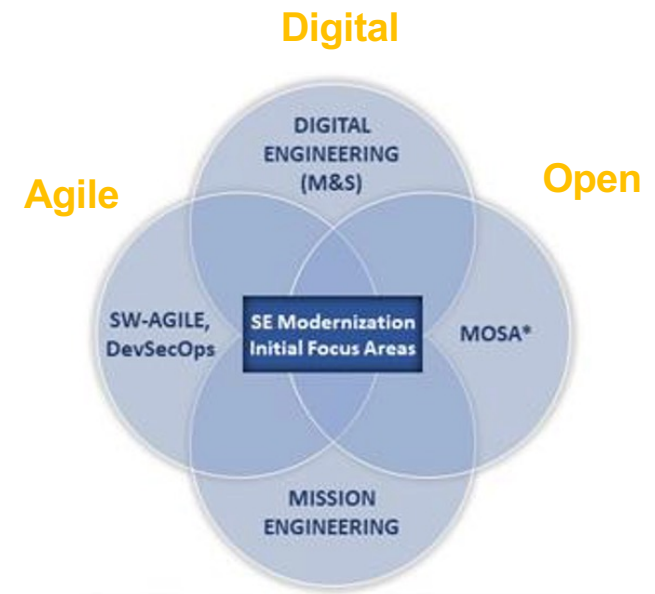 Digital
DIGITAL
ENGINEERING
(M&S)
Agile
Open
SW-AGILE,
DevSecOps
SE Modernization
Initial Focus Areas
MOSA*
MISSION
ENGINEERING